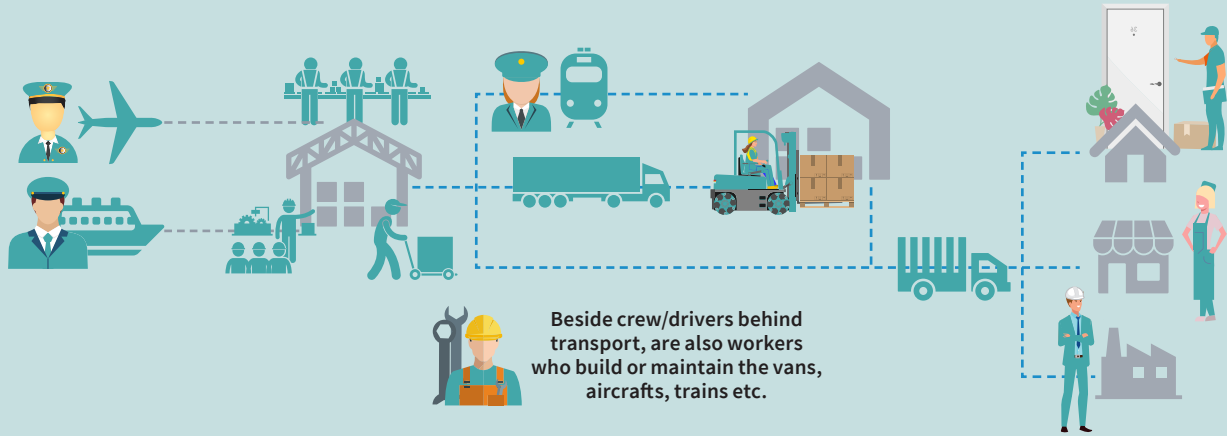 Beside crew/drivers behind
transport, are also workers
who build or maintain the vans,
aircrafts, trains etc.